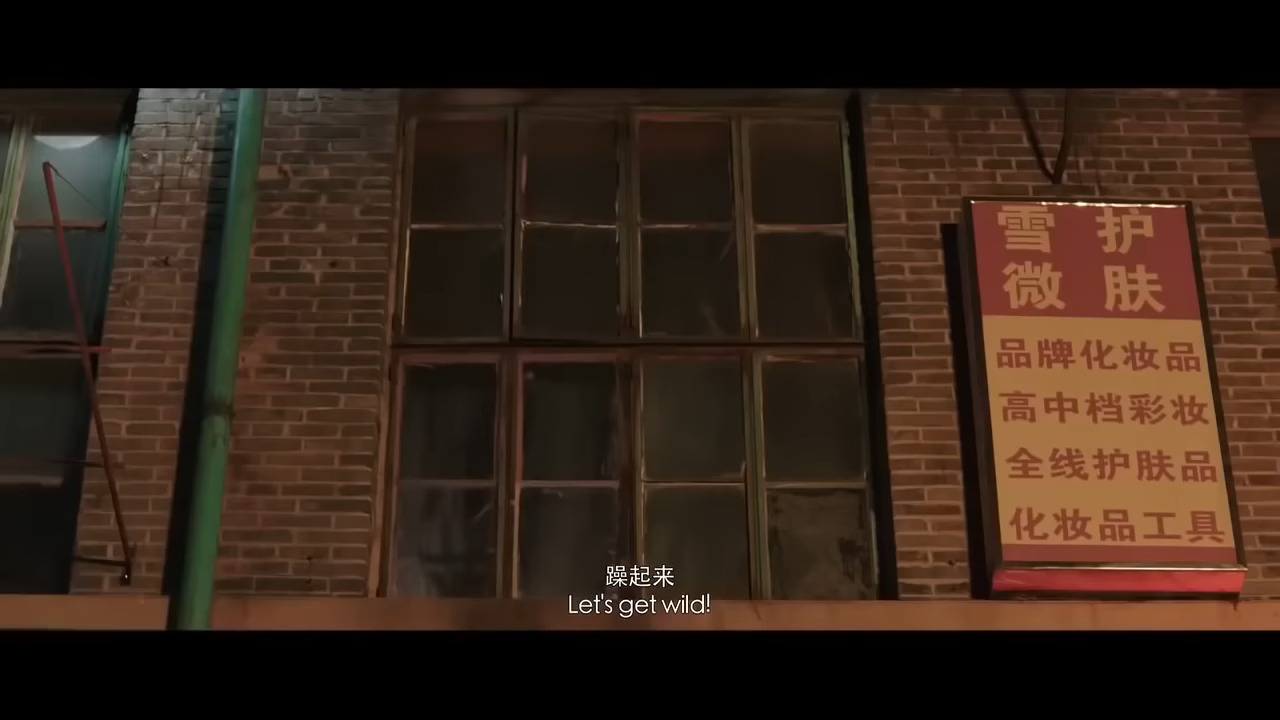 雪 护
微 肤
品牌化妆品
高中档彩妆
全线护肤品
化妆品工具
躁起来
Let's get wild!